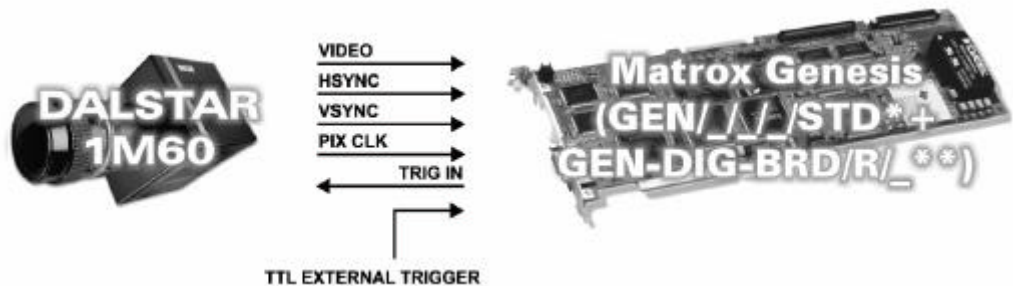 DALSTAR
1M60
VIDEO
HSYNC
VSYNC
PIX CLK
TRIG IN
TTL EXTERNAL TRIGGER
Matrox Genesis
(GEN/_/_/_/STD*+
GEN-DIG-BRD/R/_**)